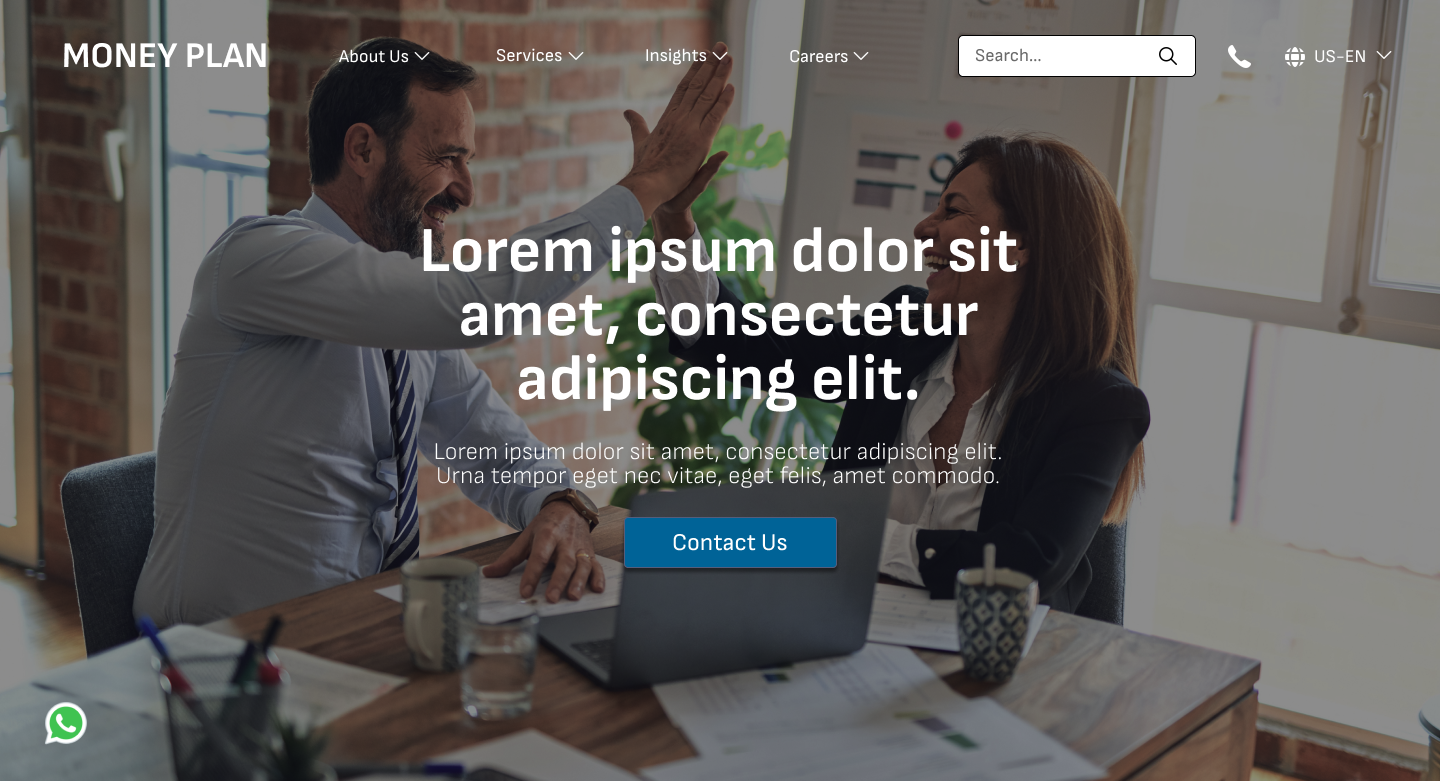 MONEY PLAN
About Us
Services
Insights
Careers
Search...
US-EN
Lorem ipsum dolor sit
amet, consectetur
adipiscing elit.
Lorem ipsum dolor sit amet, consectetur adipiscing elit.
Urna tempor eget nec vitae, eget felis, amet commodo.
Contact Us